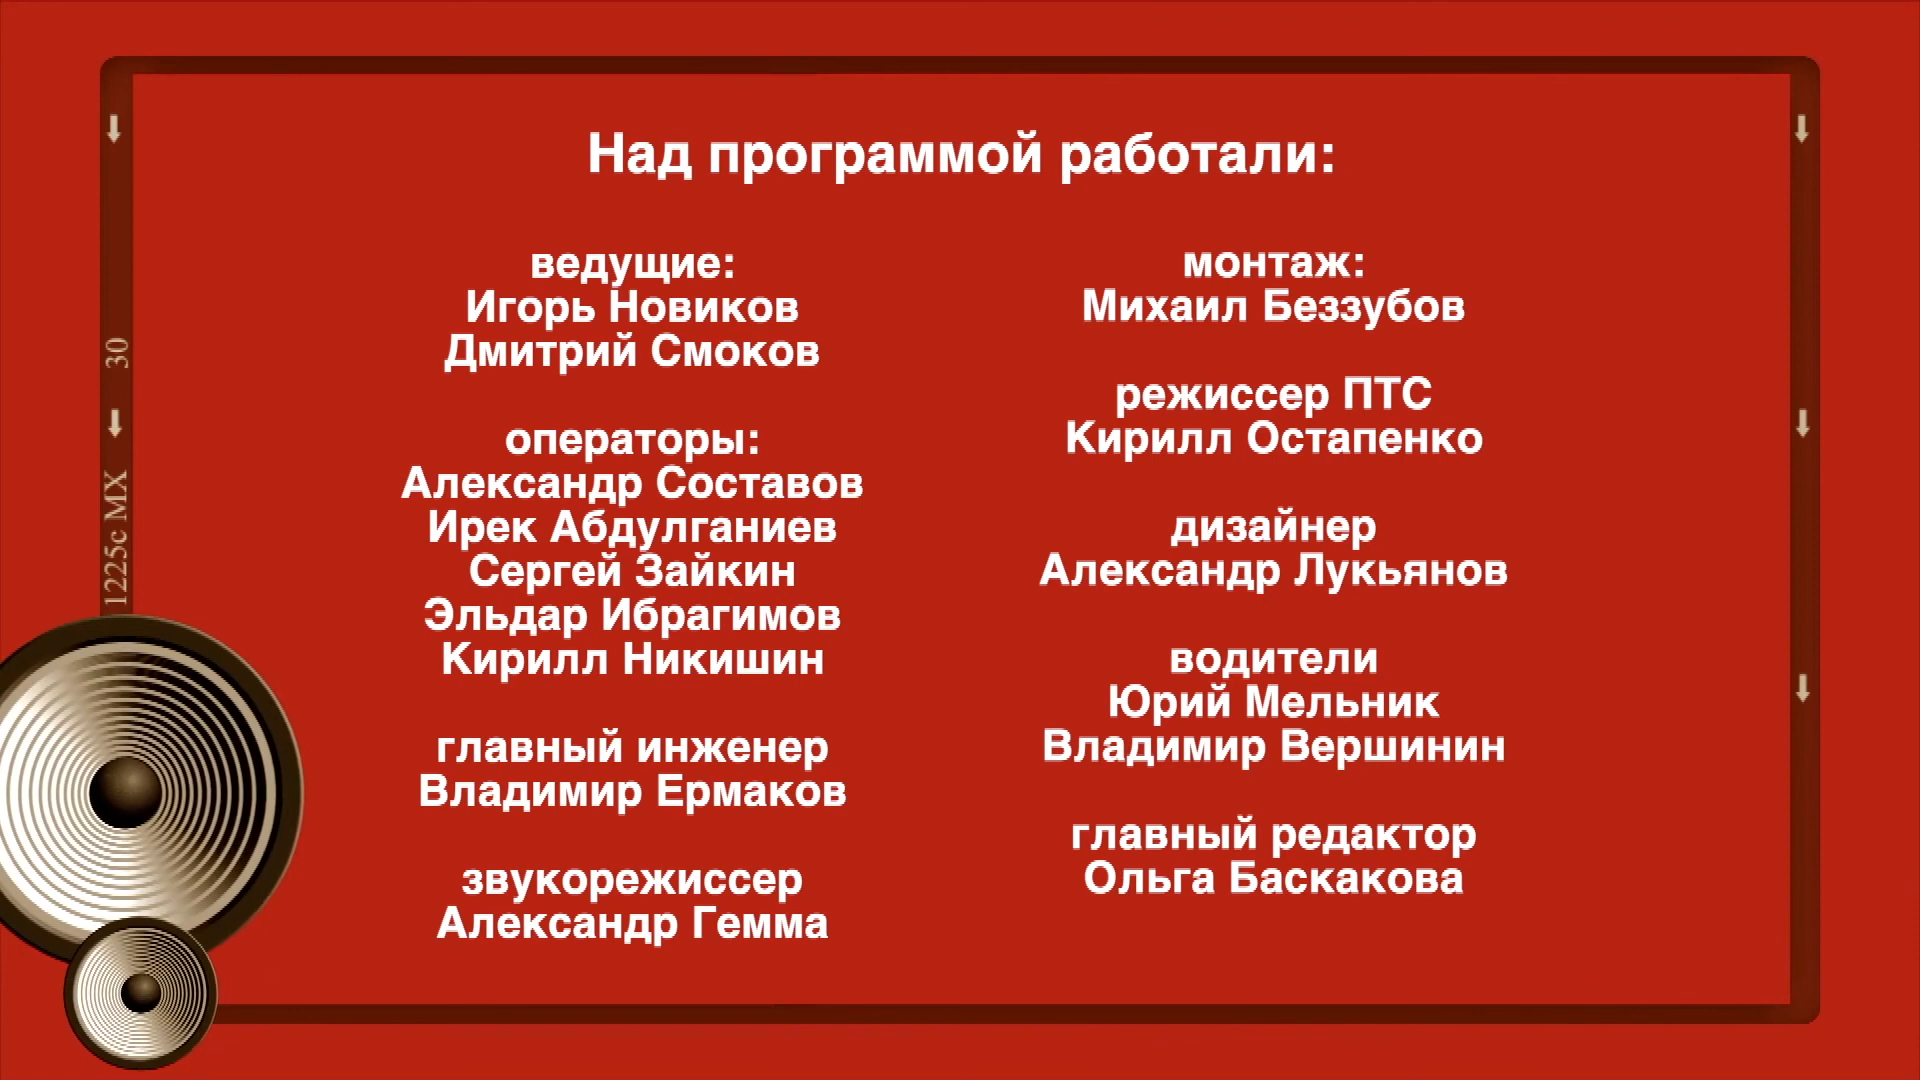 Над программой работали:
ведущие:
Игорь Новиков
Дмитрий Смоков
операторы:
Александр Составов
Ирек Абдулганиев
Сергей Зайкин
Эльдар Ибрагимов
Кирилл Никишин
главный инженер
Владимир Ермаков
звукорежиссер
Александр Гемма
монтаж:
Михаил Беззубов
режиссер ПТС
Кирилл Остапенко
дизайнер
Александр Лукьянов
водители
Юрий Мельник
Владимир Вершинин
главный редактор
Ольга Баскакова
1225c MX 30